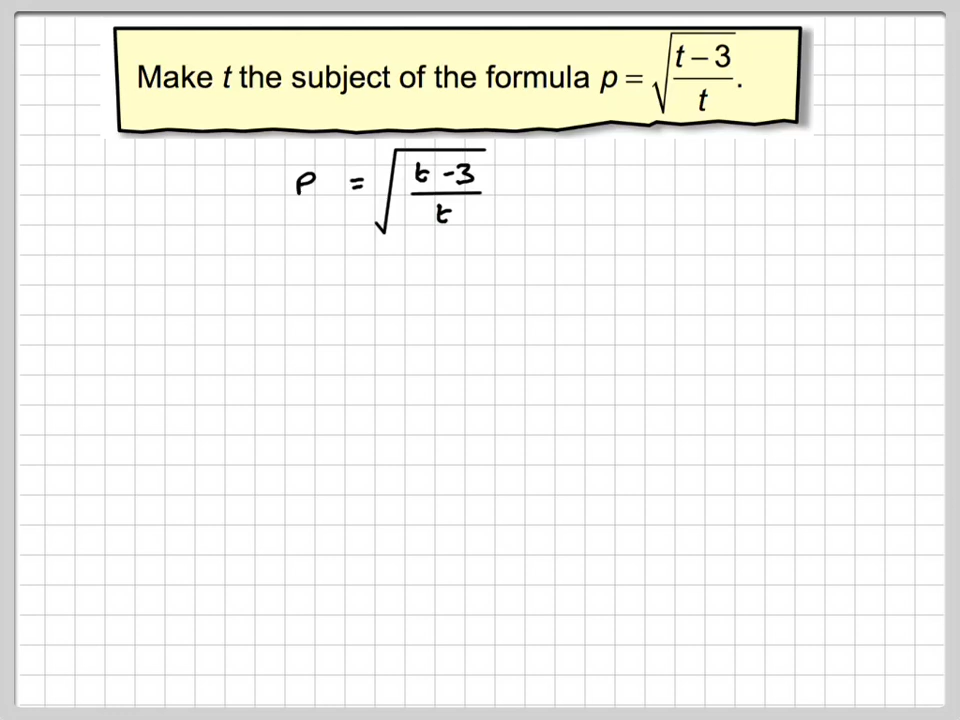 Make t the subject of the formula p = √((t – 3)/t).
P = √((t - 3)/t)